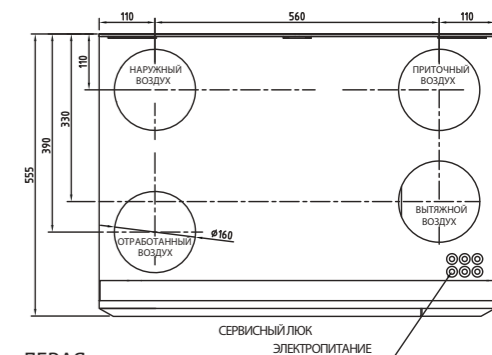 110 560 110
НАРУЖНЫЙ
ВОЗДУХ
ПРИТОЧНЫЙ
ВОЗДУХ
110
330
390
555
ВЫТЯЖНОЙ
ВОЗДУХ
ø160
ОТРАБОТАННЫЙ
ВОЗДУХ
СЕРВИСНЫЙ ЛЮК
ЭЛЕКТРОПИТАНИЕ